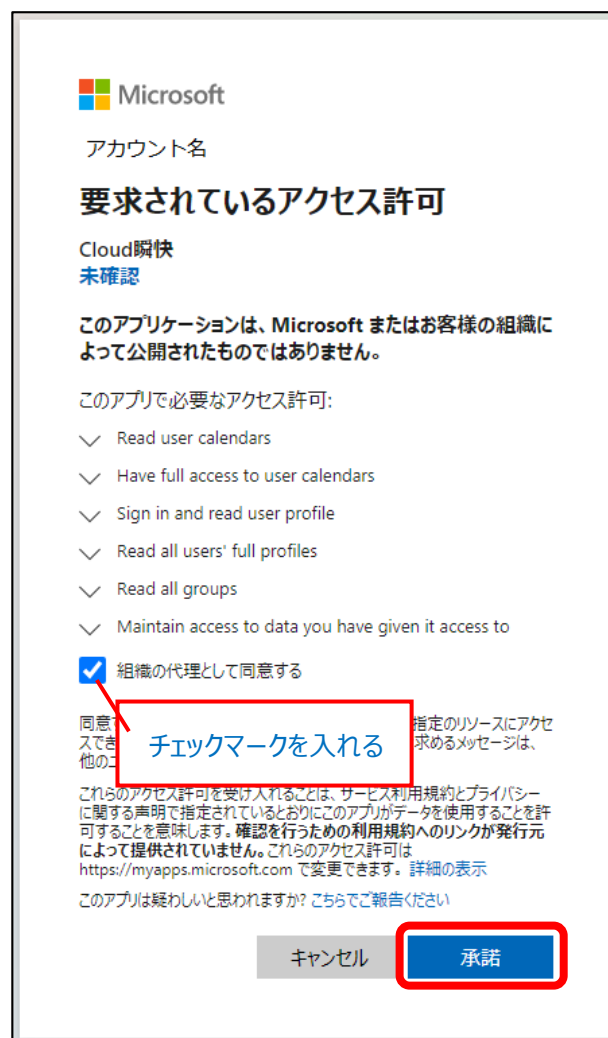 Microsoft
アカウント名
要求されているアクセス許可
Cloud瞬快
未確認
このアプリケーションは、Microsoft またはお客様の組織に
よって公開されたものではありません。
このアプリで必要なアクセス許可:
Read user calendars
Have full access to user calendars
Sign in and read user profile
Read all users' full profiles
Read all groups
Maintain access to data you have given it access to
組織の代理として同意する
同意 指定のリソースにアクセ
スでき 求めるメッセージは、
他の
チェックマークを入れる
これらのアクセス許可を受け入れることは、サービス利用規約とプライバシー
に関する声明で指定されているとおりにこのアプリがデータを使用することを許
可することを意味します。確認を行うための利用規約へのリンクが発行元
によって提供されていません。これらのアクセス許可は
https://myapps.microsoft.com で変更できます。 詳細の表示
このアプリは疑わしいと思われますか? こちらでご報告ください
キャンセル 承諾